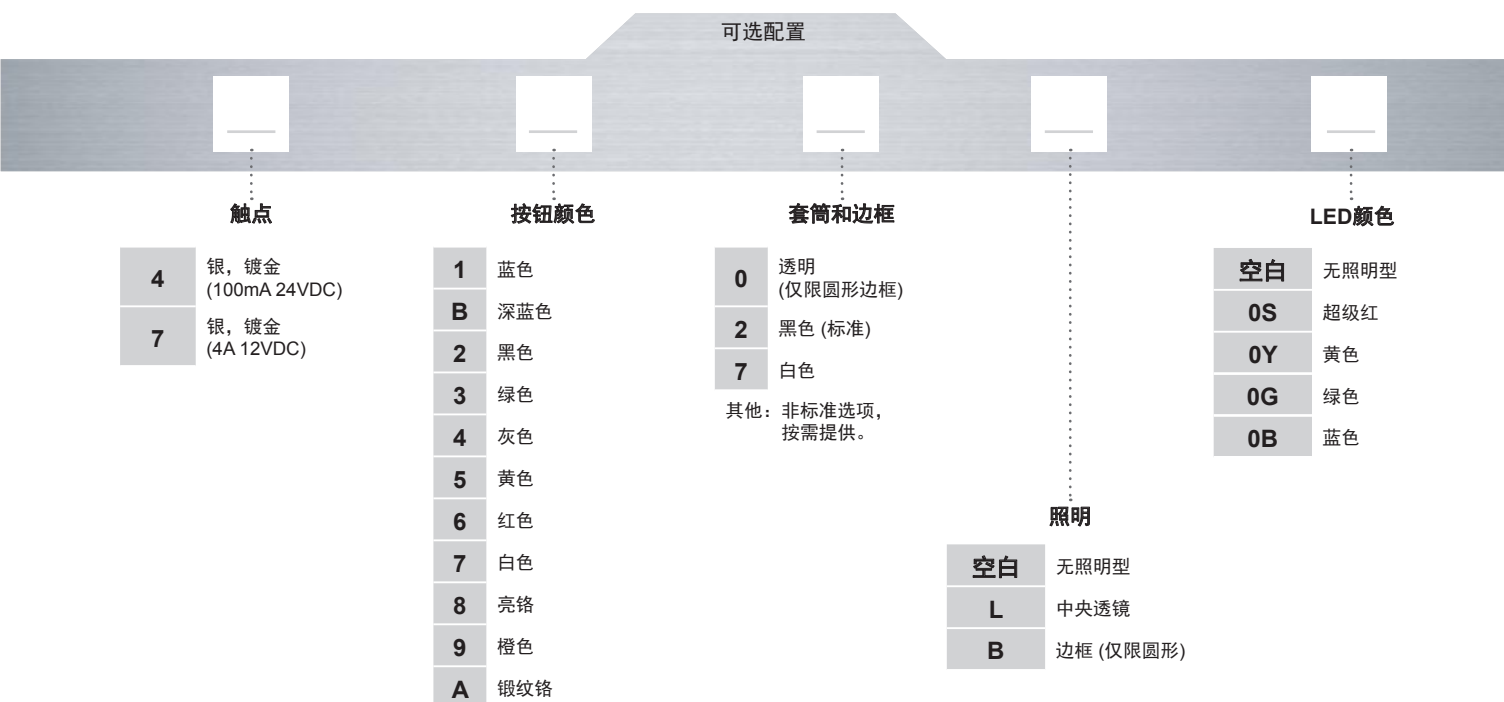 可选配置
触点
4 银，镀金
(100mA 24VDC)
7 银，镀金
(4A 12VDC)
按钮颜色
1 蓝色
B 深蓝色
2 黑色
3 绿色
4 灰色
5 黄色
6 红色
7 白色
8 亮铬
9 橙色
A 锻纹铬
套筒和边框
0 透明
(仅限圆形边框)
2 黑色 (标准)
7 白色
其他：非标准选项，
按需提供。
照明
空白 无照明型
L 中央透镜
B 边框 (仅限圆形)
LED颜色
空白 无照明型
0S 超级红
0Y 黄色
0G 绿色
0B 蓝色